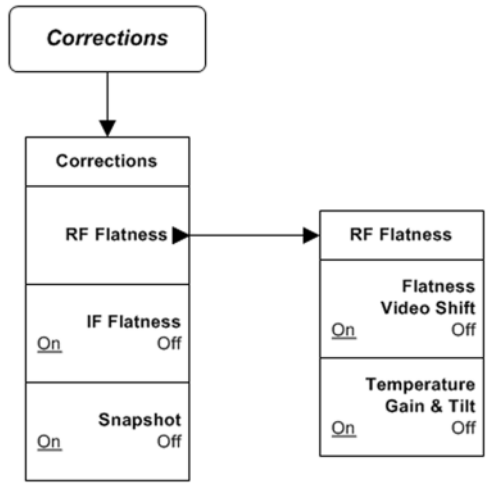 Corrections
Corrections
RF Flatness
IF Flatness
On Off
Snapshot
On Off
RF Flatness
Flatness
Video Shift
On Off
Temperature
Gain & Tilt
On Off